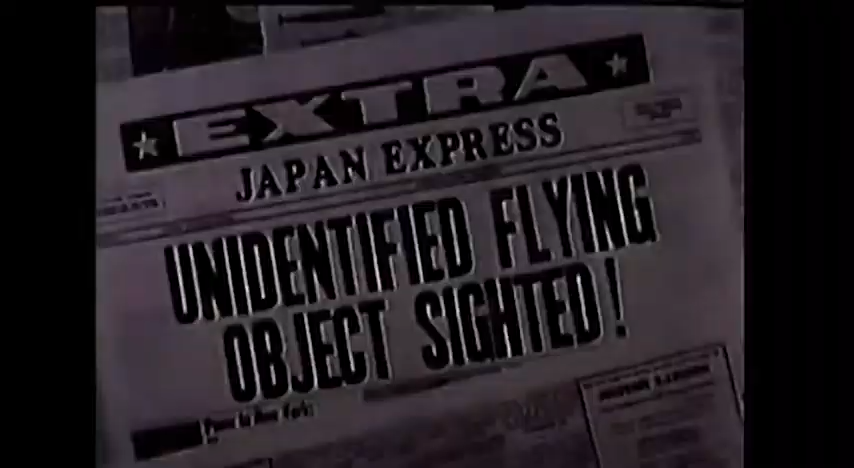 EXTRA
JAPAN EXPRESS
UNIDENTIFIED FLYING
OBJECT SIGHTED!